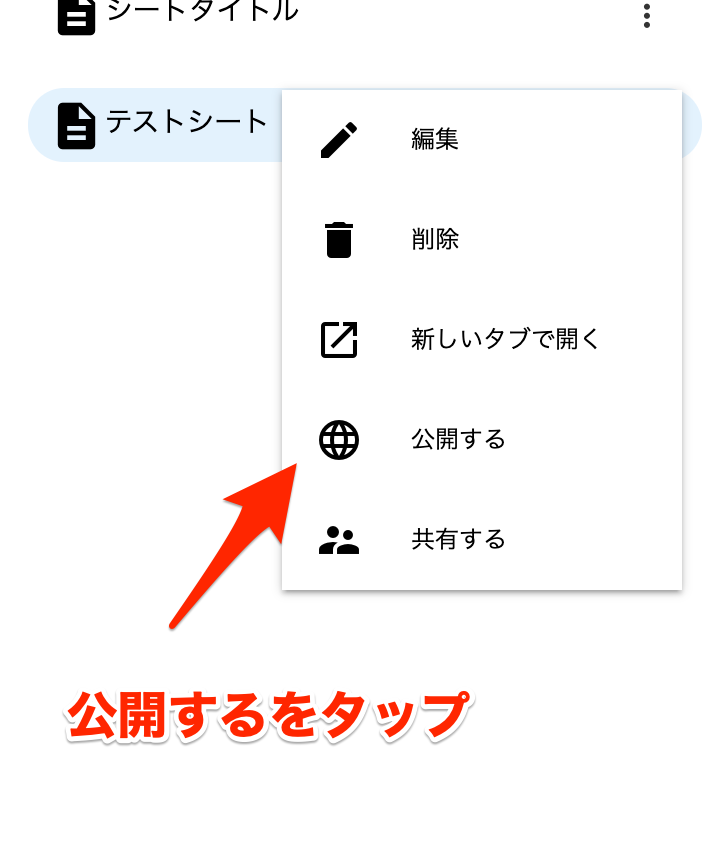 シートタイトル
テストシート
編集
削除
新しいタブで開く
公開する
共有する
公開するをタップ